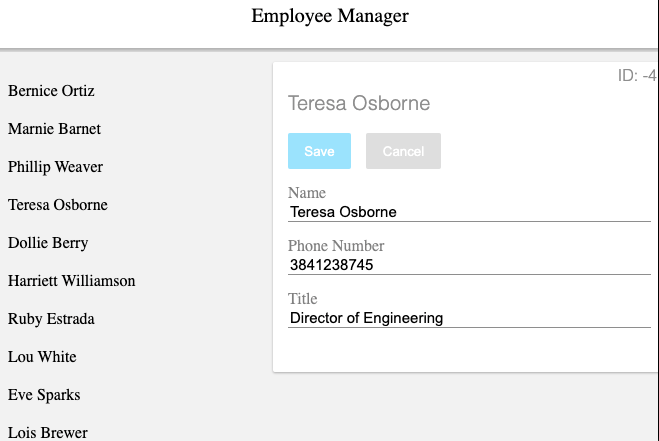 Employee Manager
Bernice Ortiz
Marnie Barnet
Phillip Weaver
Teresa Osborne
Dollie Berry
Harriett Williamson
Ruby Estrada
Lou White
Eve Sparks
Lois Brewer
ID: -4
Teresa Osborne
Save Cancel
Name
Teresa Osborne
Phone Number
3841238745
Title
Director of Engineering